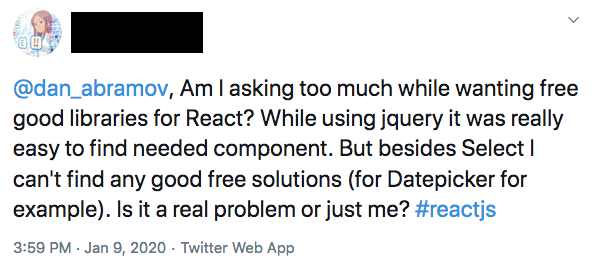 @dan_abramov, Am I asking too much while wanting free
good libraries for React? While using jquery it was really
easy to find needed component. But besides Select I
can't find any good free solutions (for Datepicker for
example). Is it a real problem or just me? #reactjs
3:59 PM · Jan 9, 2020 · Twitter Web App